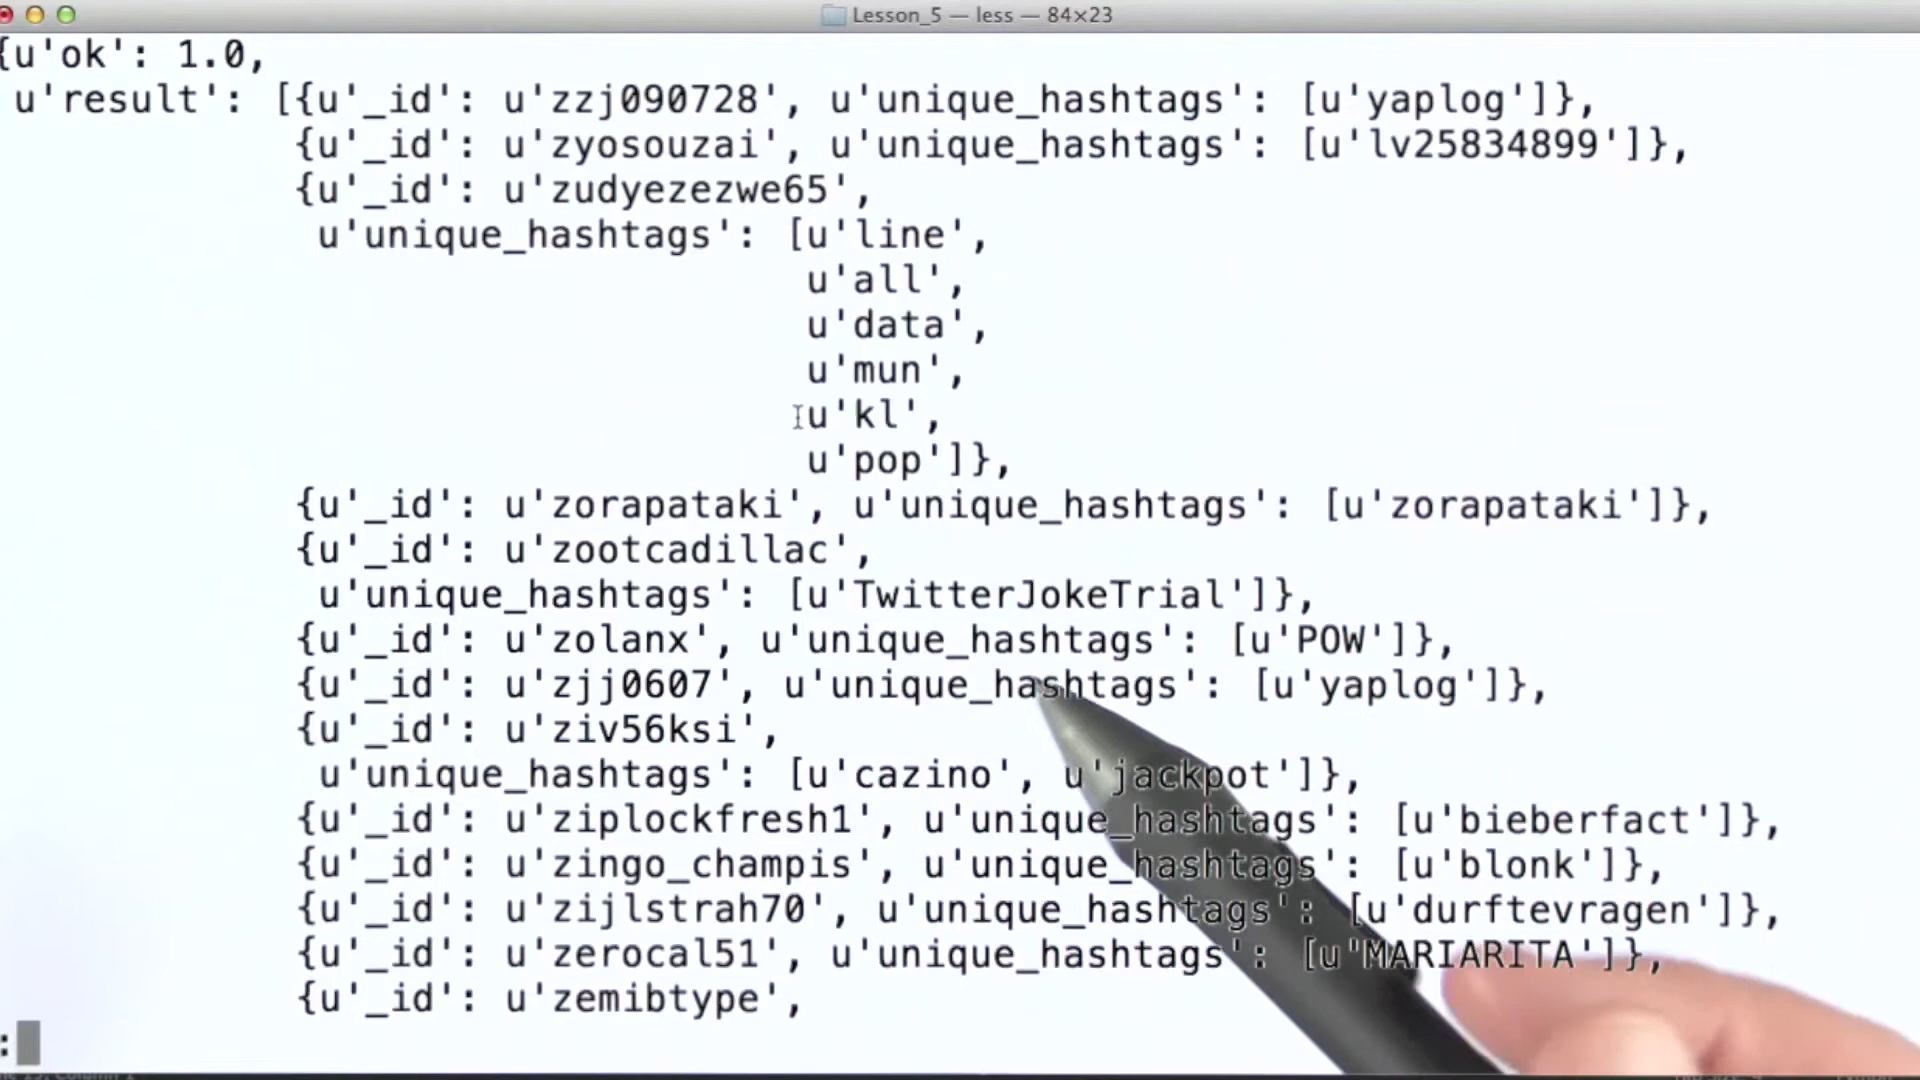 Lesson_5 — less — 84×23
{u'ok': 1.0,
u'result': [{u'_id': u'zzj090728', u'unique_hashtags': [u'yaplog']},
{u'_id': u'zyosouzai', u'unique_hashtags': [u'lv25834899']},
{u'_id': u'zudyezezwe65',
u'unique_hashtags': [u'line',
u'all',
u'data',
u'mun',
u'kl',
u'pop']},
{u'_id': u'zorapataki', u'unique_hashtags': [u'zorapataki']},
{u'_id': u'zootcadillac',
u'unique_hashtags': [u'TwitterJokeTrial']},
{u'_id': u'zolanx', u'unique_hashtags': [u'POW']},
{u'_id': u'zjj0607', u'unique_hashtags': [u'yaplog']},
{u'_id': u'ziv56ksi',
u'unique_hashtags': [u'cazino', u'jackpot']},
{u'_id': u'ziplockfresh1', u'unique_hashtags': [u'bieberfact']},
{u'_id': u'zingo_champis', u'unique_hashtags': [u'blonk']},
{u'_id': u'zijlstrah70', u'unique_hashtags': [u'durftevragen']},
{u'_id': u'zerocal51', u'unique_hashtags': [u'MARIARITA']},
{u'_id': u'zemibtype',
: